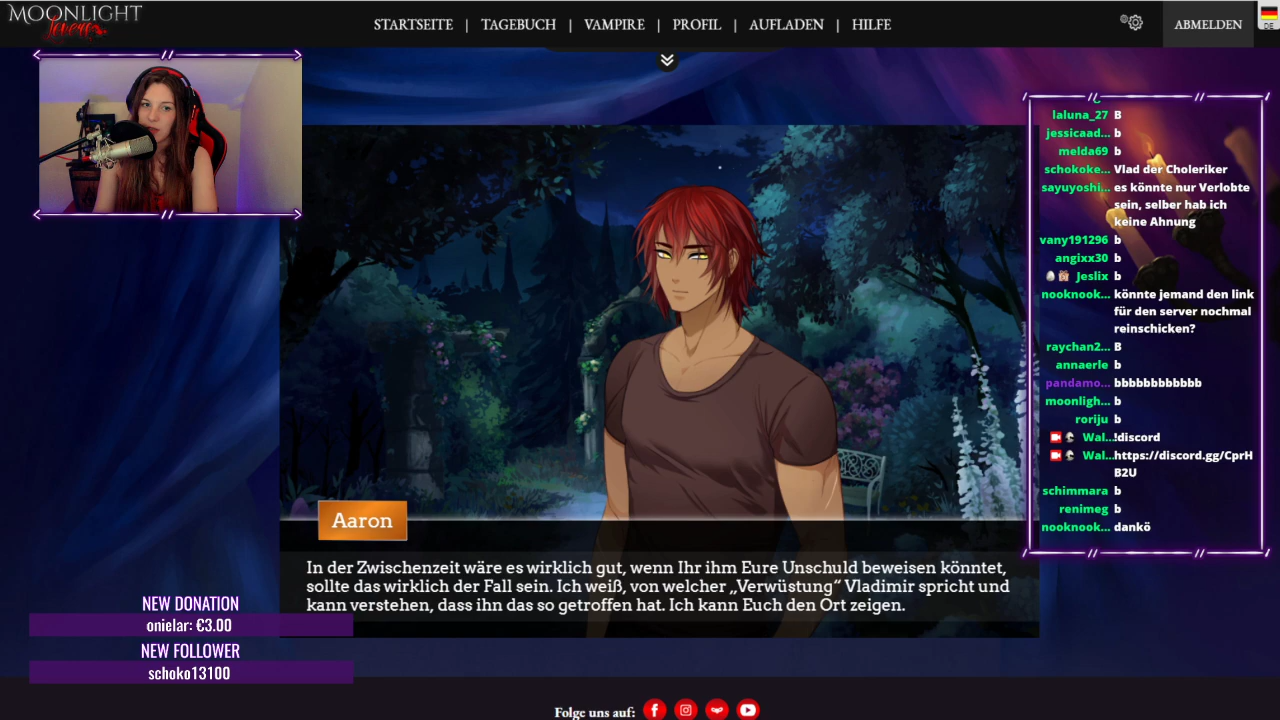 MOONLIGHT
Lovers
STARTSEITE | TAGEBUCH | VAMPIRE | PROFIL | AUFLADEN | HILFE
ABMELDEN
DE
laluna_27 B
jessicaad... b
melda69 b
schokoke... Vlad der Choleriker
sayuyoshi... es könnte nur Verlobte
sein, selber hab ich
keine Ahnung
vany191296 b
angixx30 b
Jeslix b
nooknook... könnte jemand den link
für den server nochmal
reinschicken?
raychan2... B
annaerle b
pandamo... bbbbbbbbbbbb
moonligh... b
roriju b
Wal... !discord
Wal... https://discord.gg/CprH
B2U
schimmara b
renimeg b
nooknook... dankö
Aaron
In der Zwischenzeit wäre es wirklich gut, wenn Ihr ihm Eure Unschuld beweisen könntet,
sollte das wirklich der Fall sein. Ich weiß, von welcher „Verwüstung“ Vladimir spricht und
kann verstehen, dass ihn das so getroffen hat. Ich kann Euch den Ort zeigen.
NEW DONATION
onielar: €3.00
NEW FOLLOWER
schoko13100
Folge uns auf: